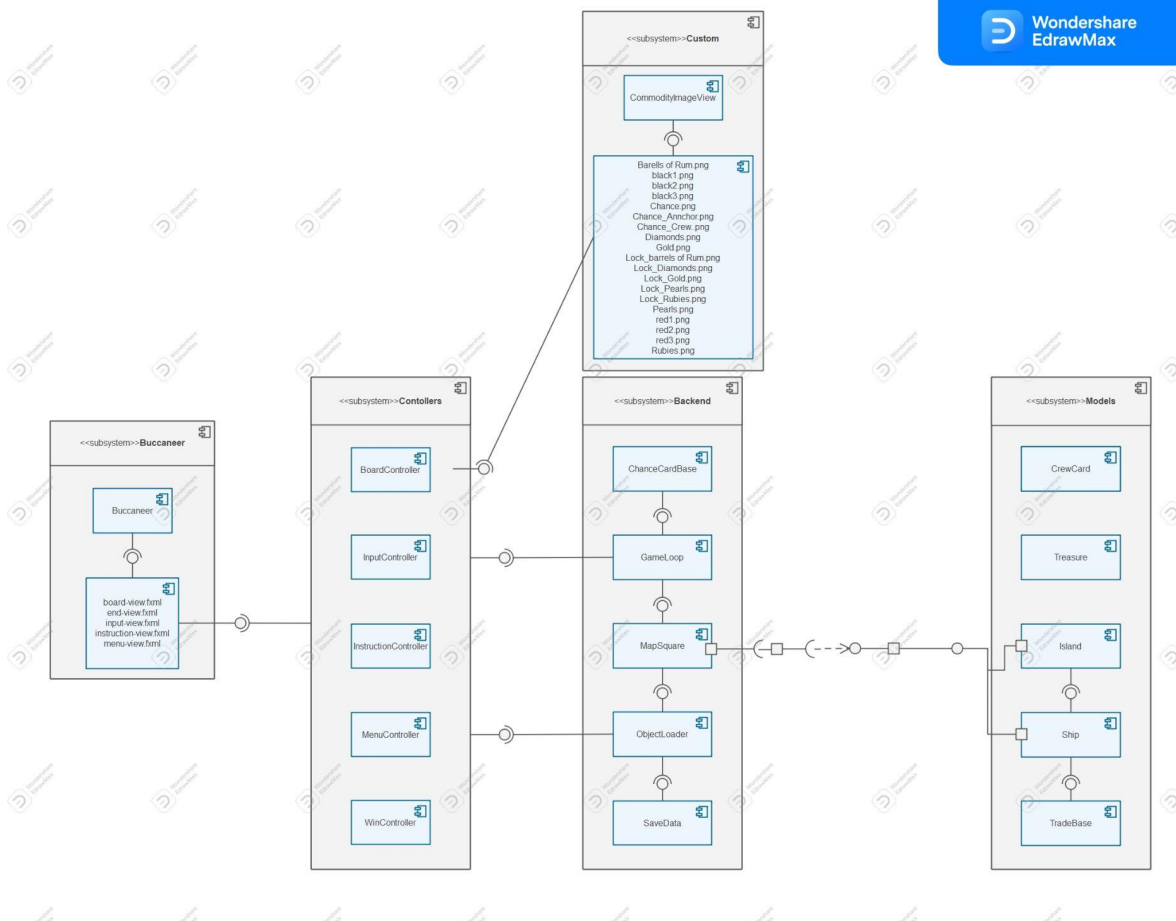 Wondershare
EdrawMax
<<subsystem>>Custom
CommodityImageView
Barells of Rum.png
black1.png
black2.png
black3.png
Chance.png
Chance_Annchor.png
Chance_Crew.png
Diamonds.png
Gold.png
Lock_barrels of Rum.png
Lock_Diamonds.png
Lock_Gold.png
Lock_Pearls.png
Lock_Rubies.png
Pearls.png
red1.png
red2.png
red3.png
Rubies.png
<<subsystem>>Buccaneer
Buccaneer
board-view.fxml
end-view.fxml
input-view.fxml
instruction-view.fxml
menu-view.fxml
<<subsystem>>Contollers
BoardController
InputController
InstructionController
MenuController
WinController
<<subsystem>>Backend
ChanceCardBase
GameLoop
MapSquare
ObjectLoader
SaveData
<<subsystem>>Models
CrewCard
Treasure
Island
Ship
TradeBase